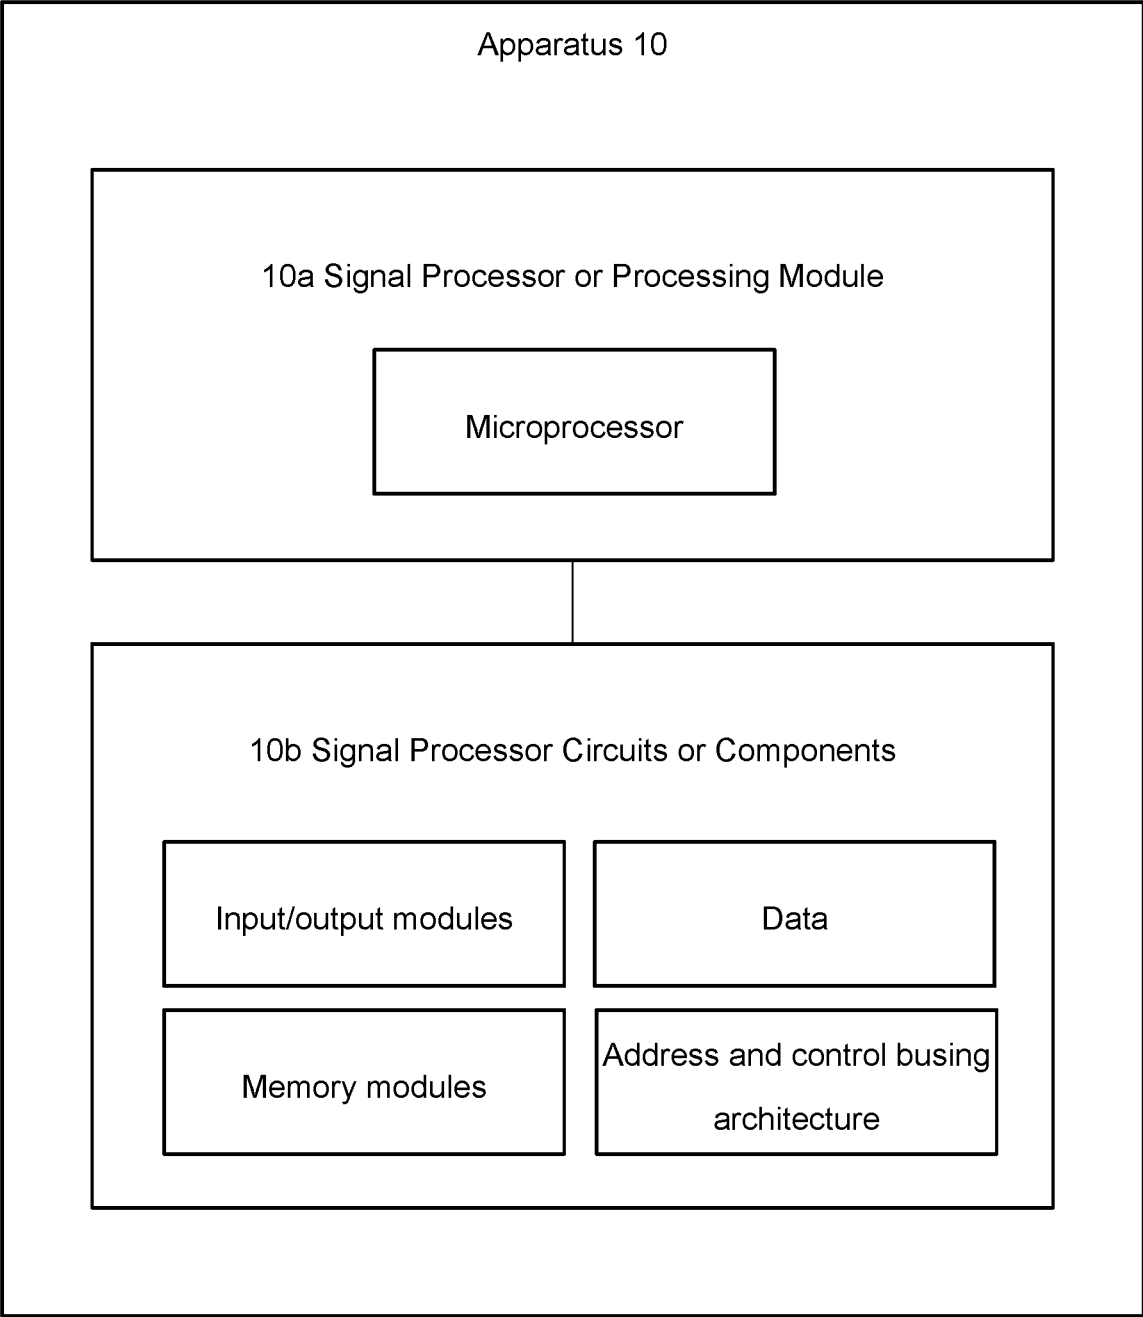 Apparatus 10
10a Signal Processor or Processing Module
Microprocessor
10b Signal Processor Circuits or Components
Input/output modules
Data
Memory modules
Address and control busing
architecture